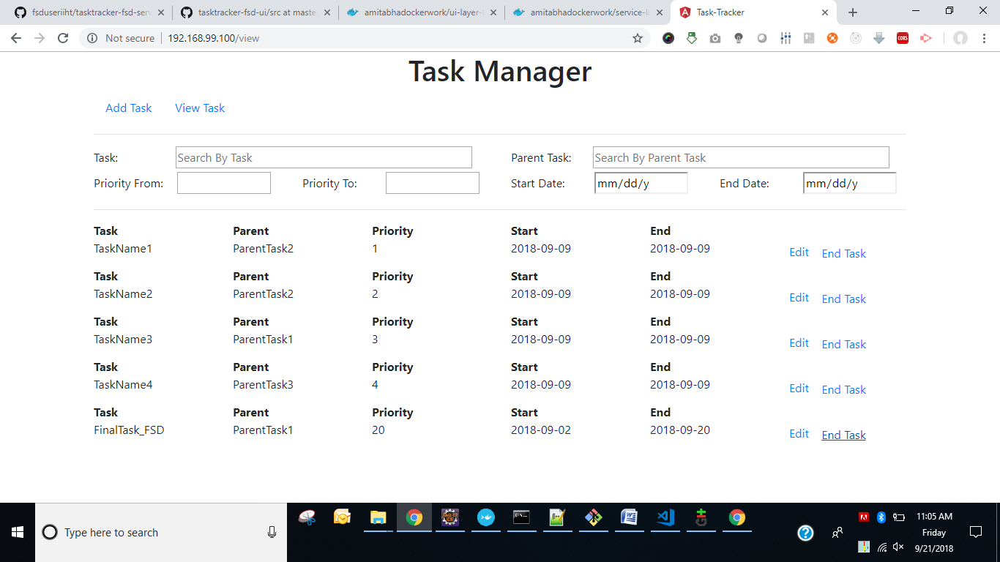 fsduseriiht/tasktracker-fsd-serv
tasktracker-fsd-ui/src at master
amitabhadockerwork/ui-layer-
amitabhadockerwork/service-la
Task-Tracker
Not secure 192.168.99.100/view
CORS
Task Manager
Add Task View Task
Task: Search By Task Parent Task: Search By Parent Task
Priority From: Priority To: Start Date: mm/dd/y End Date: mm/dd/y
Task Parent Priority Start End
TaskName1 ParentTask2 1 2018-09-09 2018-09-09 Edit End Task
Task Parent Priority Start End
TaskName2 ParentTask2 2 2018-09-09 2018-09-09 Edit End Task
Task Parent Priority Start End
TaskName3 ParentTask1 3 2018-09-09 2018-09-09 Edit End Task
Task Parent Priority Start End
TaskName4 ParentTask3 4 2018-09-09 2018-09-09 Edit End Task
Task Parent Priority Start End
FinalTask_FSD ParentTask1 20 2018-09-02 2018-09-20 Edit End Task
Type here to search
11:05 AM
Friday
9/21/2018